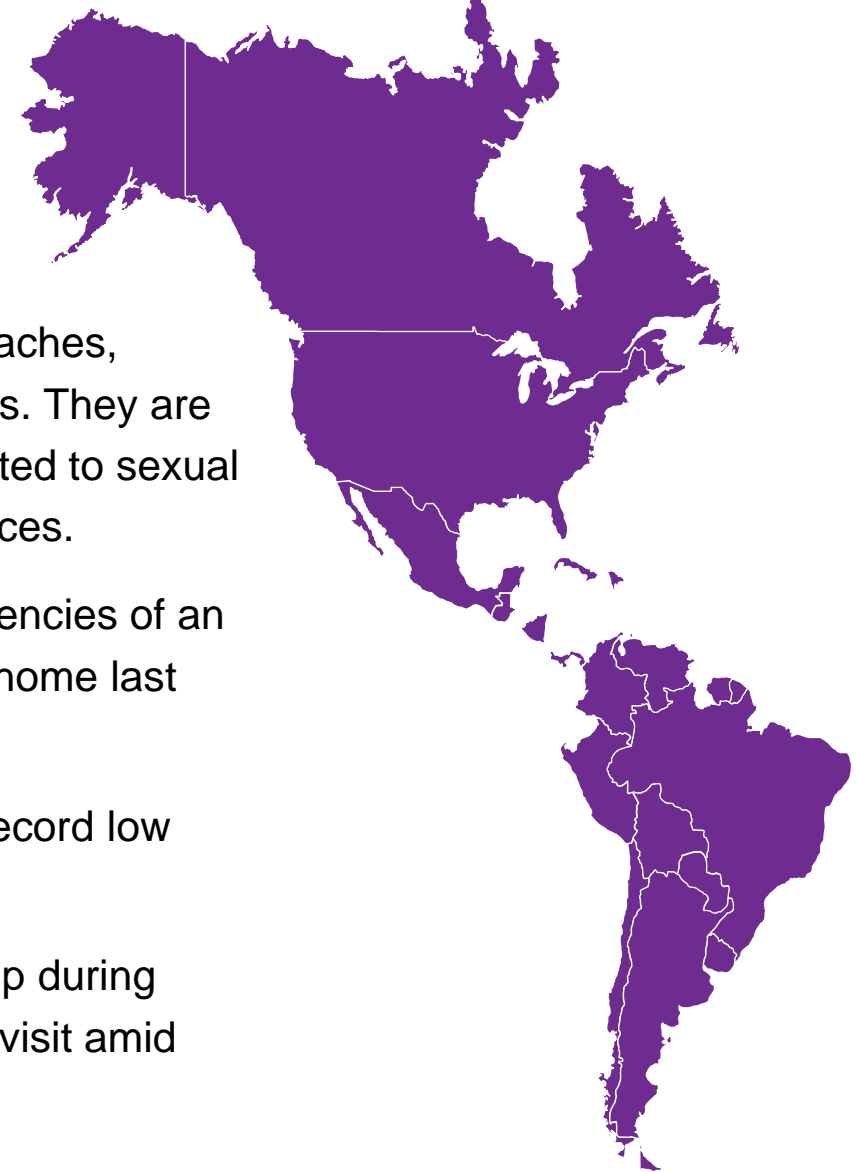 aches,
s. They are
ted to sexual
ces.
encies of an
home last
ecord low
p during
visit amid